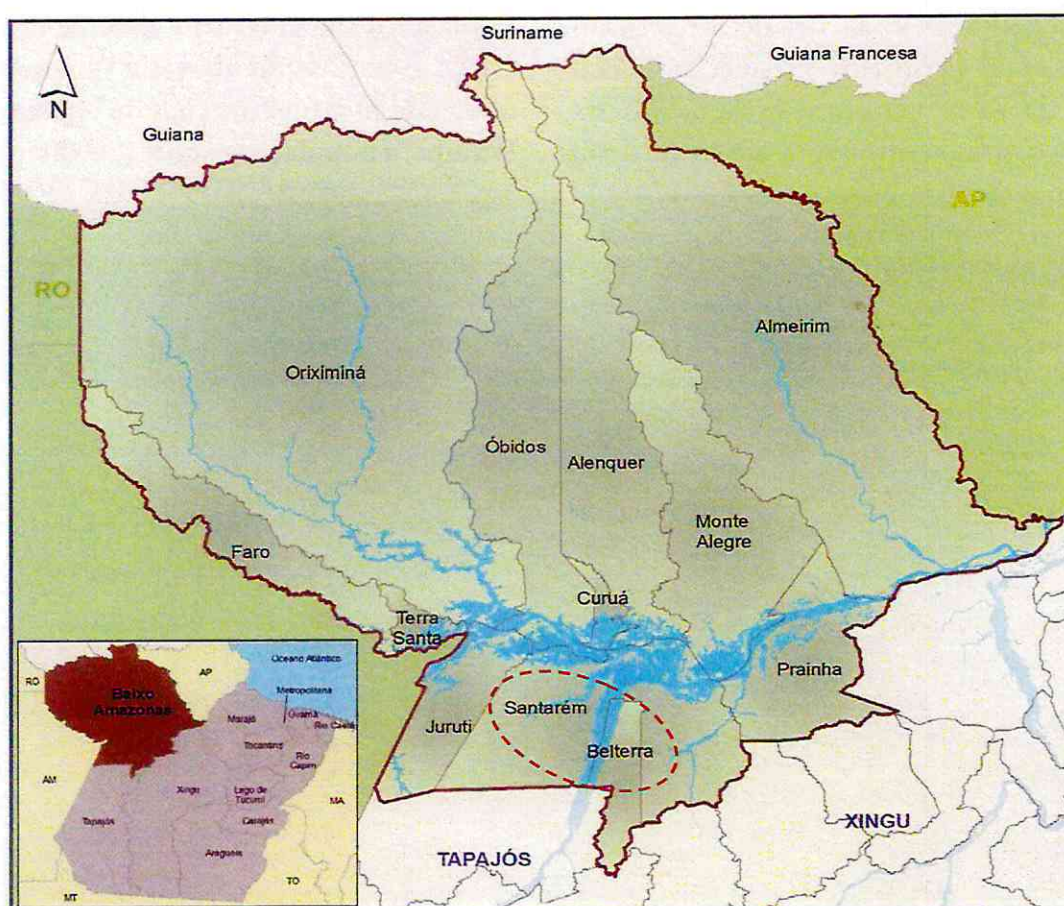 Suriname
Guiana Francesa
N
Guiana
AP
RO
Almeirim
Oriximiná
Óbidos
Alenquer
Monte
Alegre
Faro
Curuá
Terra
Santa
Prainha
Santarém
Juruti
Belterra
XINGU
TAPAJÓS
Oceano Atlântico
RO
AP
Metropolitana
Baixo
Amazonas
Marajó
Guamá
Rio Caeté
Tocantins
Rio
Capim
AM
Xingu
Lago de
Tucuruí
MA
Tapajós
Carajás
Araguaia
TO
MT